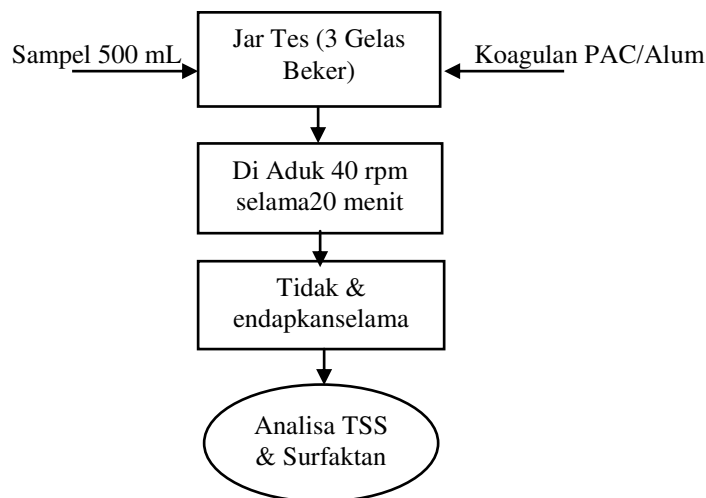 Jar Tes (3 Gelas
Beker)
Sampel 500 mL
Koagulan PAC/Alum
Di Aduk 40 rpm
selama20 menit
Tidak &
endapkanselama
Analisa TSS
& Surfaktan